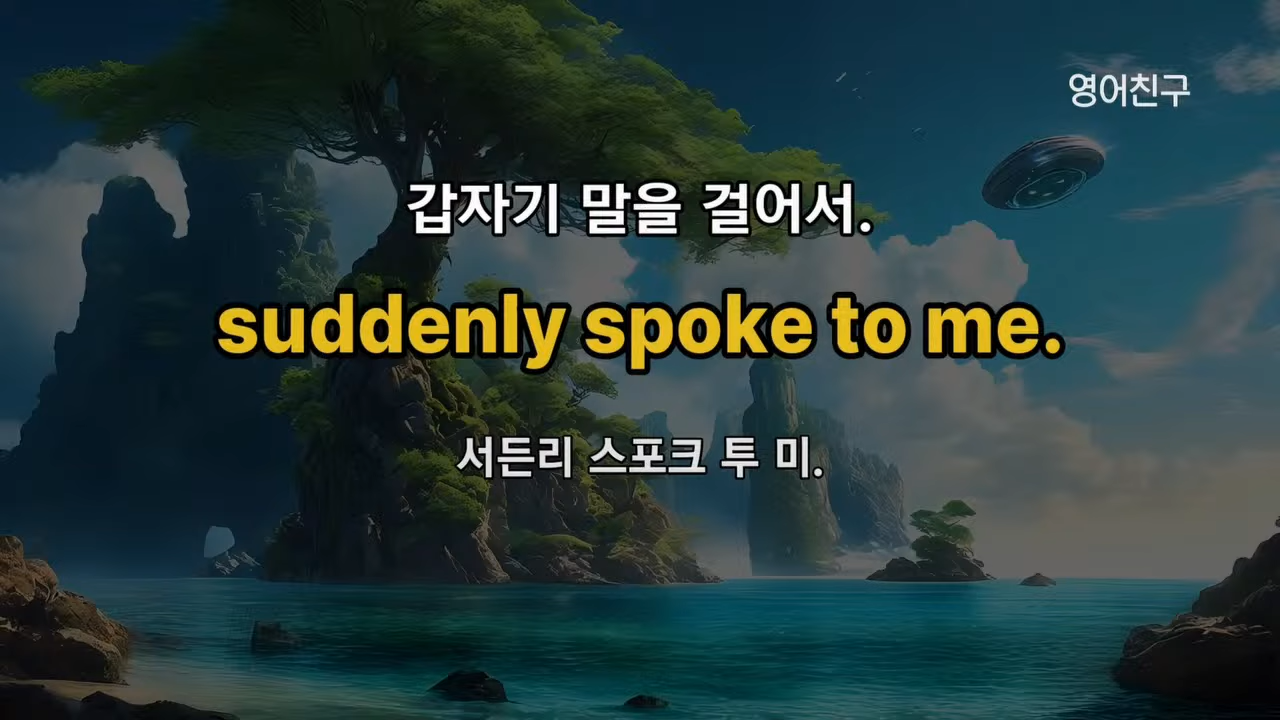 영어친구
갑자기 말을 걸어서.
suddenly spoke to me.
서든리 스포크 투 미.